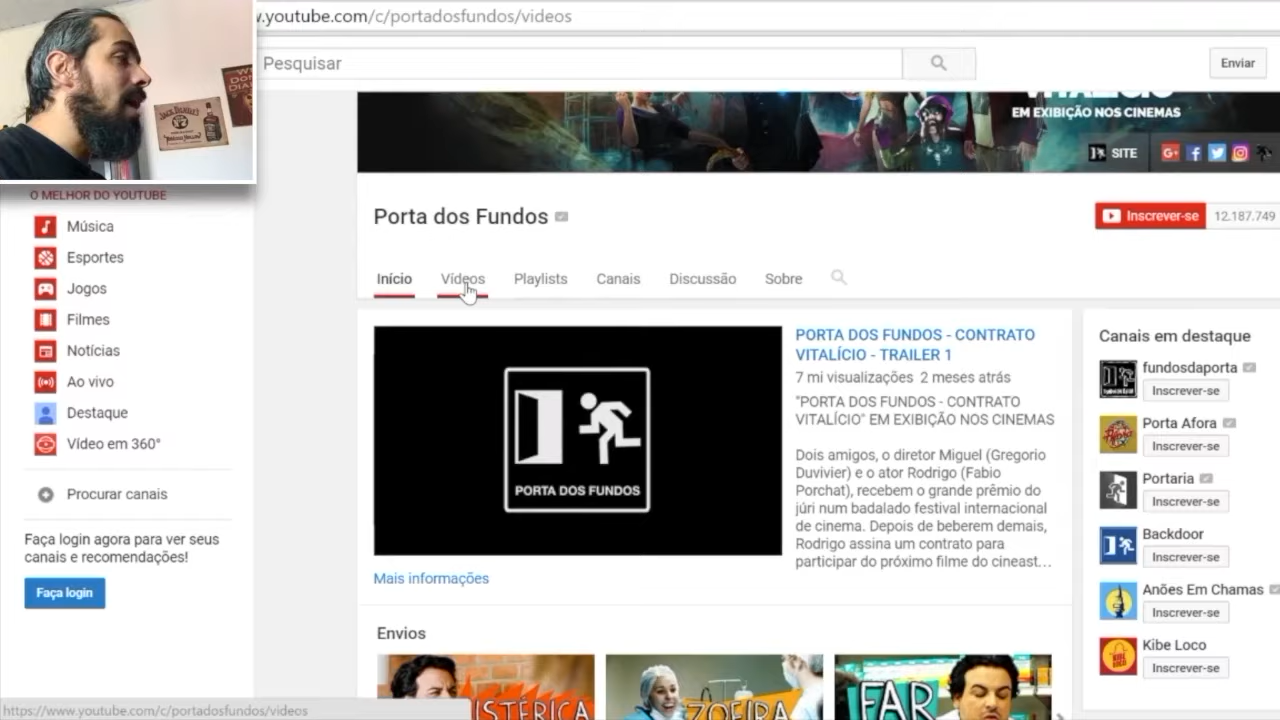 .youtube.com/c/portadosfundos/videos
Pesquisar
Enviar
EM EXIBIÇÃO NOS CINEMAS
SITE
O MELHOR DO YOUTUBE
Música
Esportes
Jogos
Filmes
Notícias
Ao vivo
Destaque
Vídeo em 360°
Procurar canais
Faça login agora para ver seus
canais e recomendações!
Faça login
Porta dos Fundos
Inscrever-se 12.187.749
Início Vídeos Playlists Canais Discussão Sobre
PORTA DOS FUNDOS
Mais informações
PORTA DOS FUNDOS - CONTRATO
VITALÍCIO - TRAILER 1
7 mi visualizações 2 meses atrás
"PORTA DOS FUNDOS - CONTRATO
VITALÍCIO" EM EXIBIÇÃO NOS CINEMAS
Dois amigos, o diretor Miguel (Gregorio
Duvivier) e o ator Rodrigo (Fabio
Porchat), recebem o grande prêmio do
júri num badalado festival internacional
de cinema. Depois de beberem demais,
Rodrigo assina um contrato para
participar do próximo filme do cineast...
Canais em destaque
fundosdaporta
Inscrever-se
Porta Afora
Inscrever-se
Portaria
Inscrever-se
Backdoor
Inscrever-se
Anões Em Chamas
Inscrever-se
Kibe Loco
Inscrever-se
Envios
ISTÉRICA
ZOEIRA
FAR
https://www.youtube.com/c/portadosfundos/videos